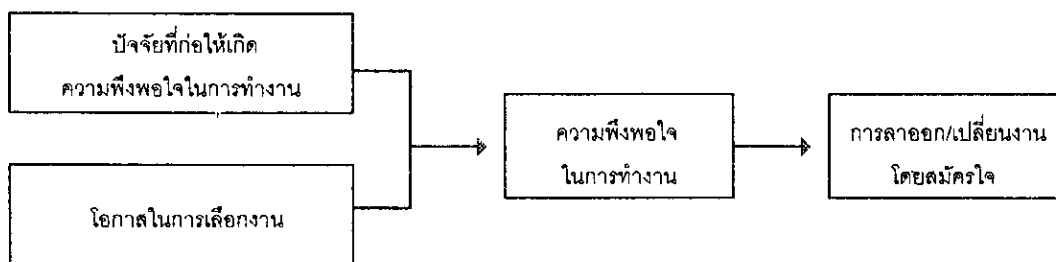 ปัจจัยที่ก่อให้เกิด
ความพึงพอใจในการทำงาน
โอกาสในการเลือกงาน
ความพึงพอใจ
ในการทำงาน
การลาออก/เปลี่ยนงาน
โดยสมัครใจ